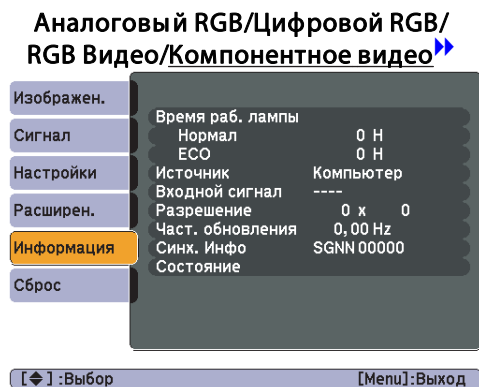 Аналоговый RGB/Цифровой RGB/
RGB Видео/Компонентное видео
Изображен.
Сигнал
Настройки
Расширен.
Информация
Сброс
Время раб. лампы
Нормал 0 H
ECO 0 H
Источник Компьютер
Входной сигнал ----
Разрешение 0 x 0
Част. обновления 0,00 Hz
Синх. Инфо SGNN 00000
Состояние
[◆] :Выбор [Menu]:Выход